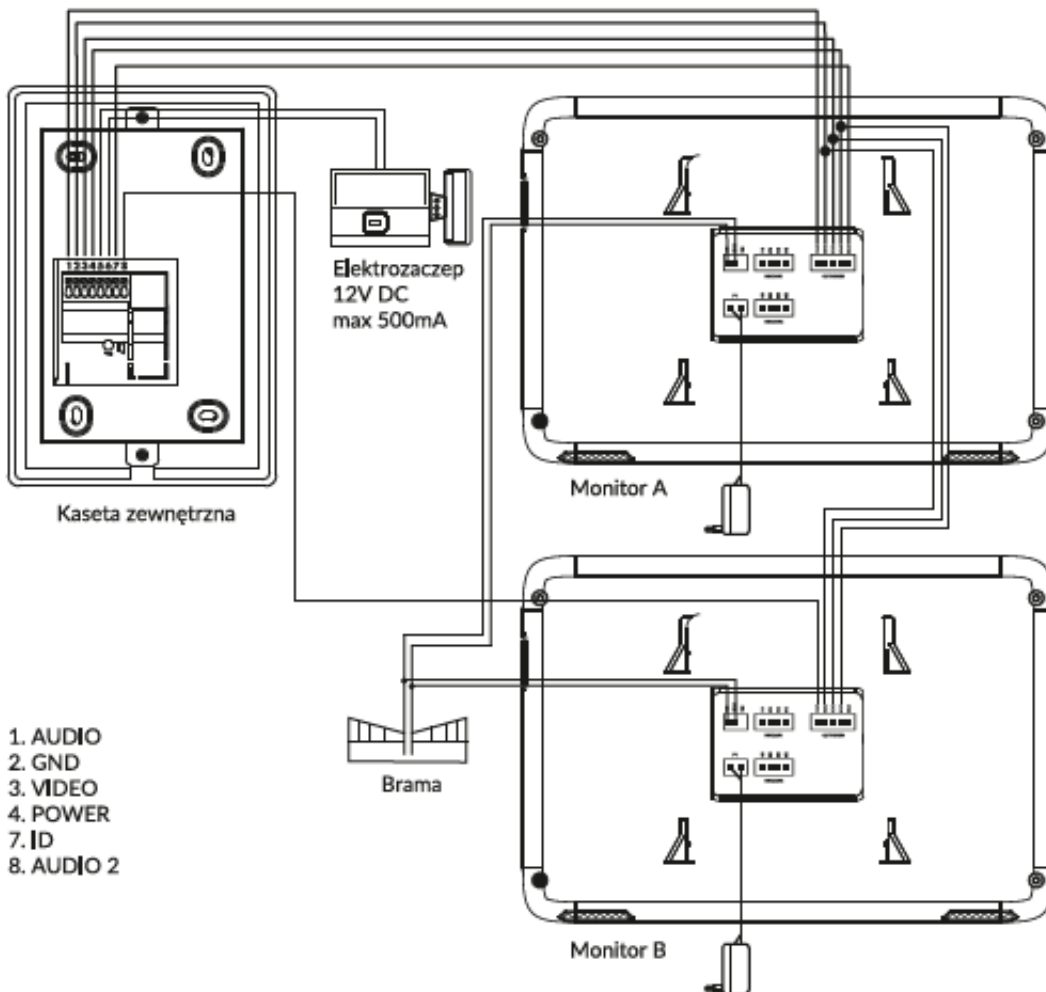 12345678
Elektrozaczep
12V DC
max 500mA
Kaseta zewnętrzna
Monitor A
Brama
1. AUDIO
2. GND
3. VIDEO
4. POWER
7. ID
8. AUDIO 2
Monitor B